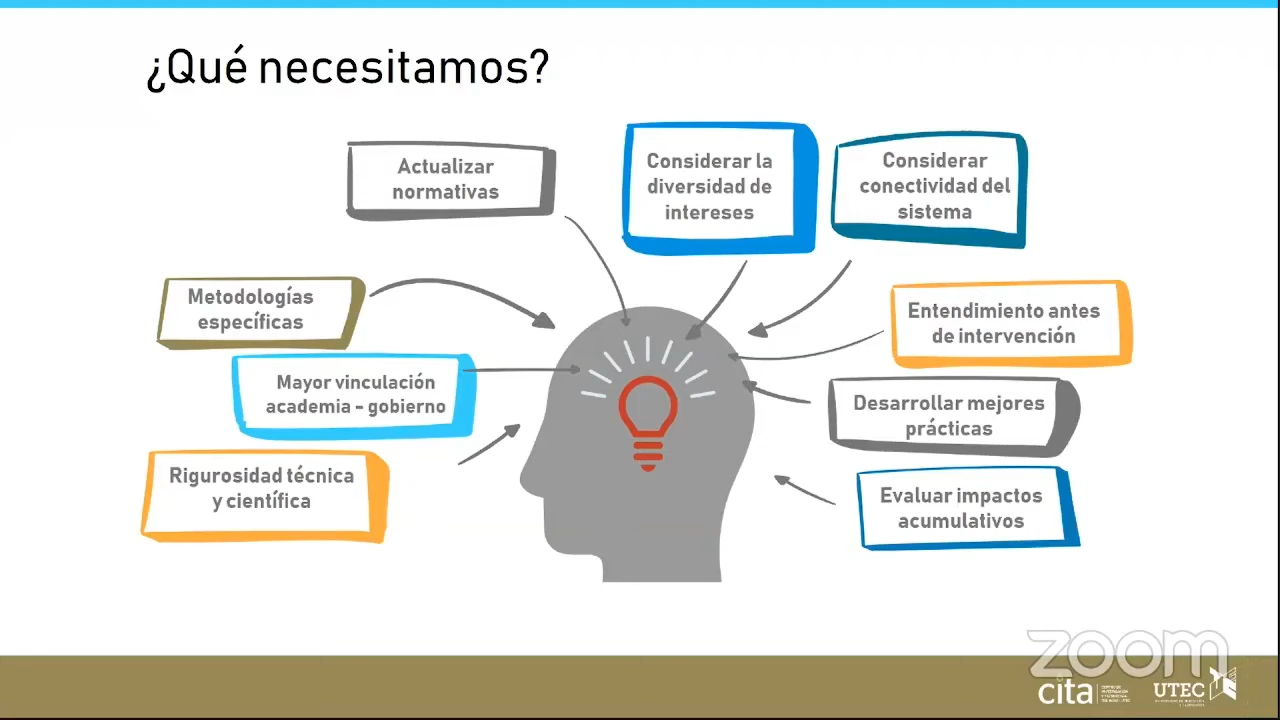 ¿Qué necesitamos?
Actualizar
normativas
Considerar la
diversidad de
intereses
Considerar
conectividad del
sistema
Metodologías
específicas
Entendimiento antes
de intervención
Mayor vinculación
academia - gobierno
Desarrollar mejores
prácticas
Rigurosidad técnica
y científica
Evaluar impactos
acumulativos
zoom
cita
UTEC